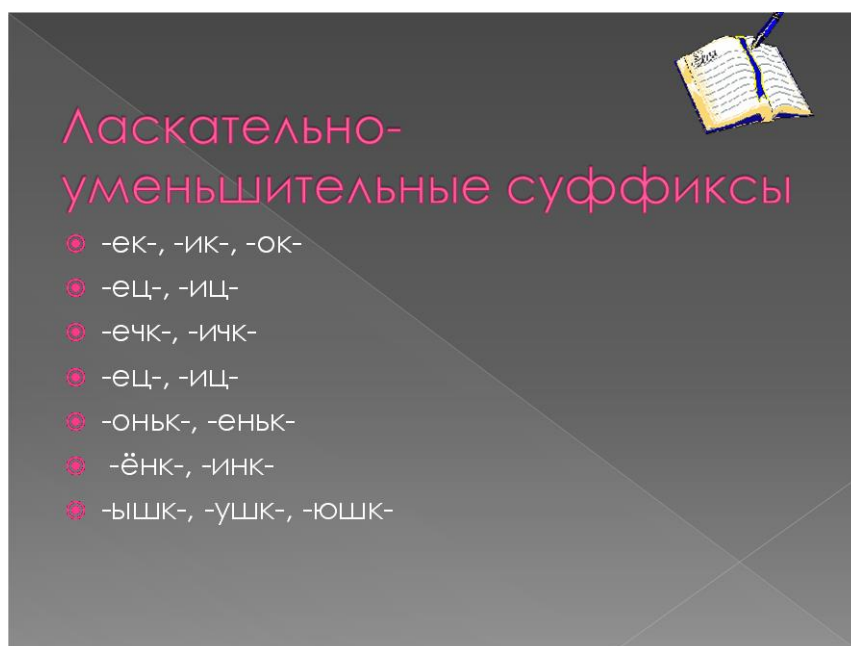 Ласкательно-
уменьшительные суффиксы
-ек-, -ик-, -ок-
-ец-, -иц-
-ечк-, -ичк-
-ец-, -иц-
-оньк-, -еньк-
-ёнк-, -инк-
-ышк-, -ушк-, -юшк-